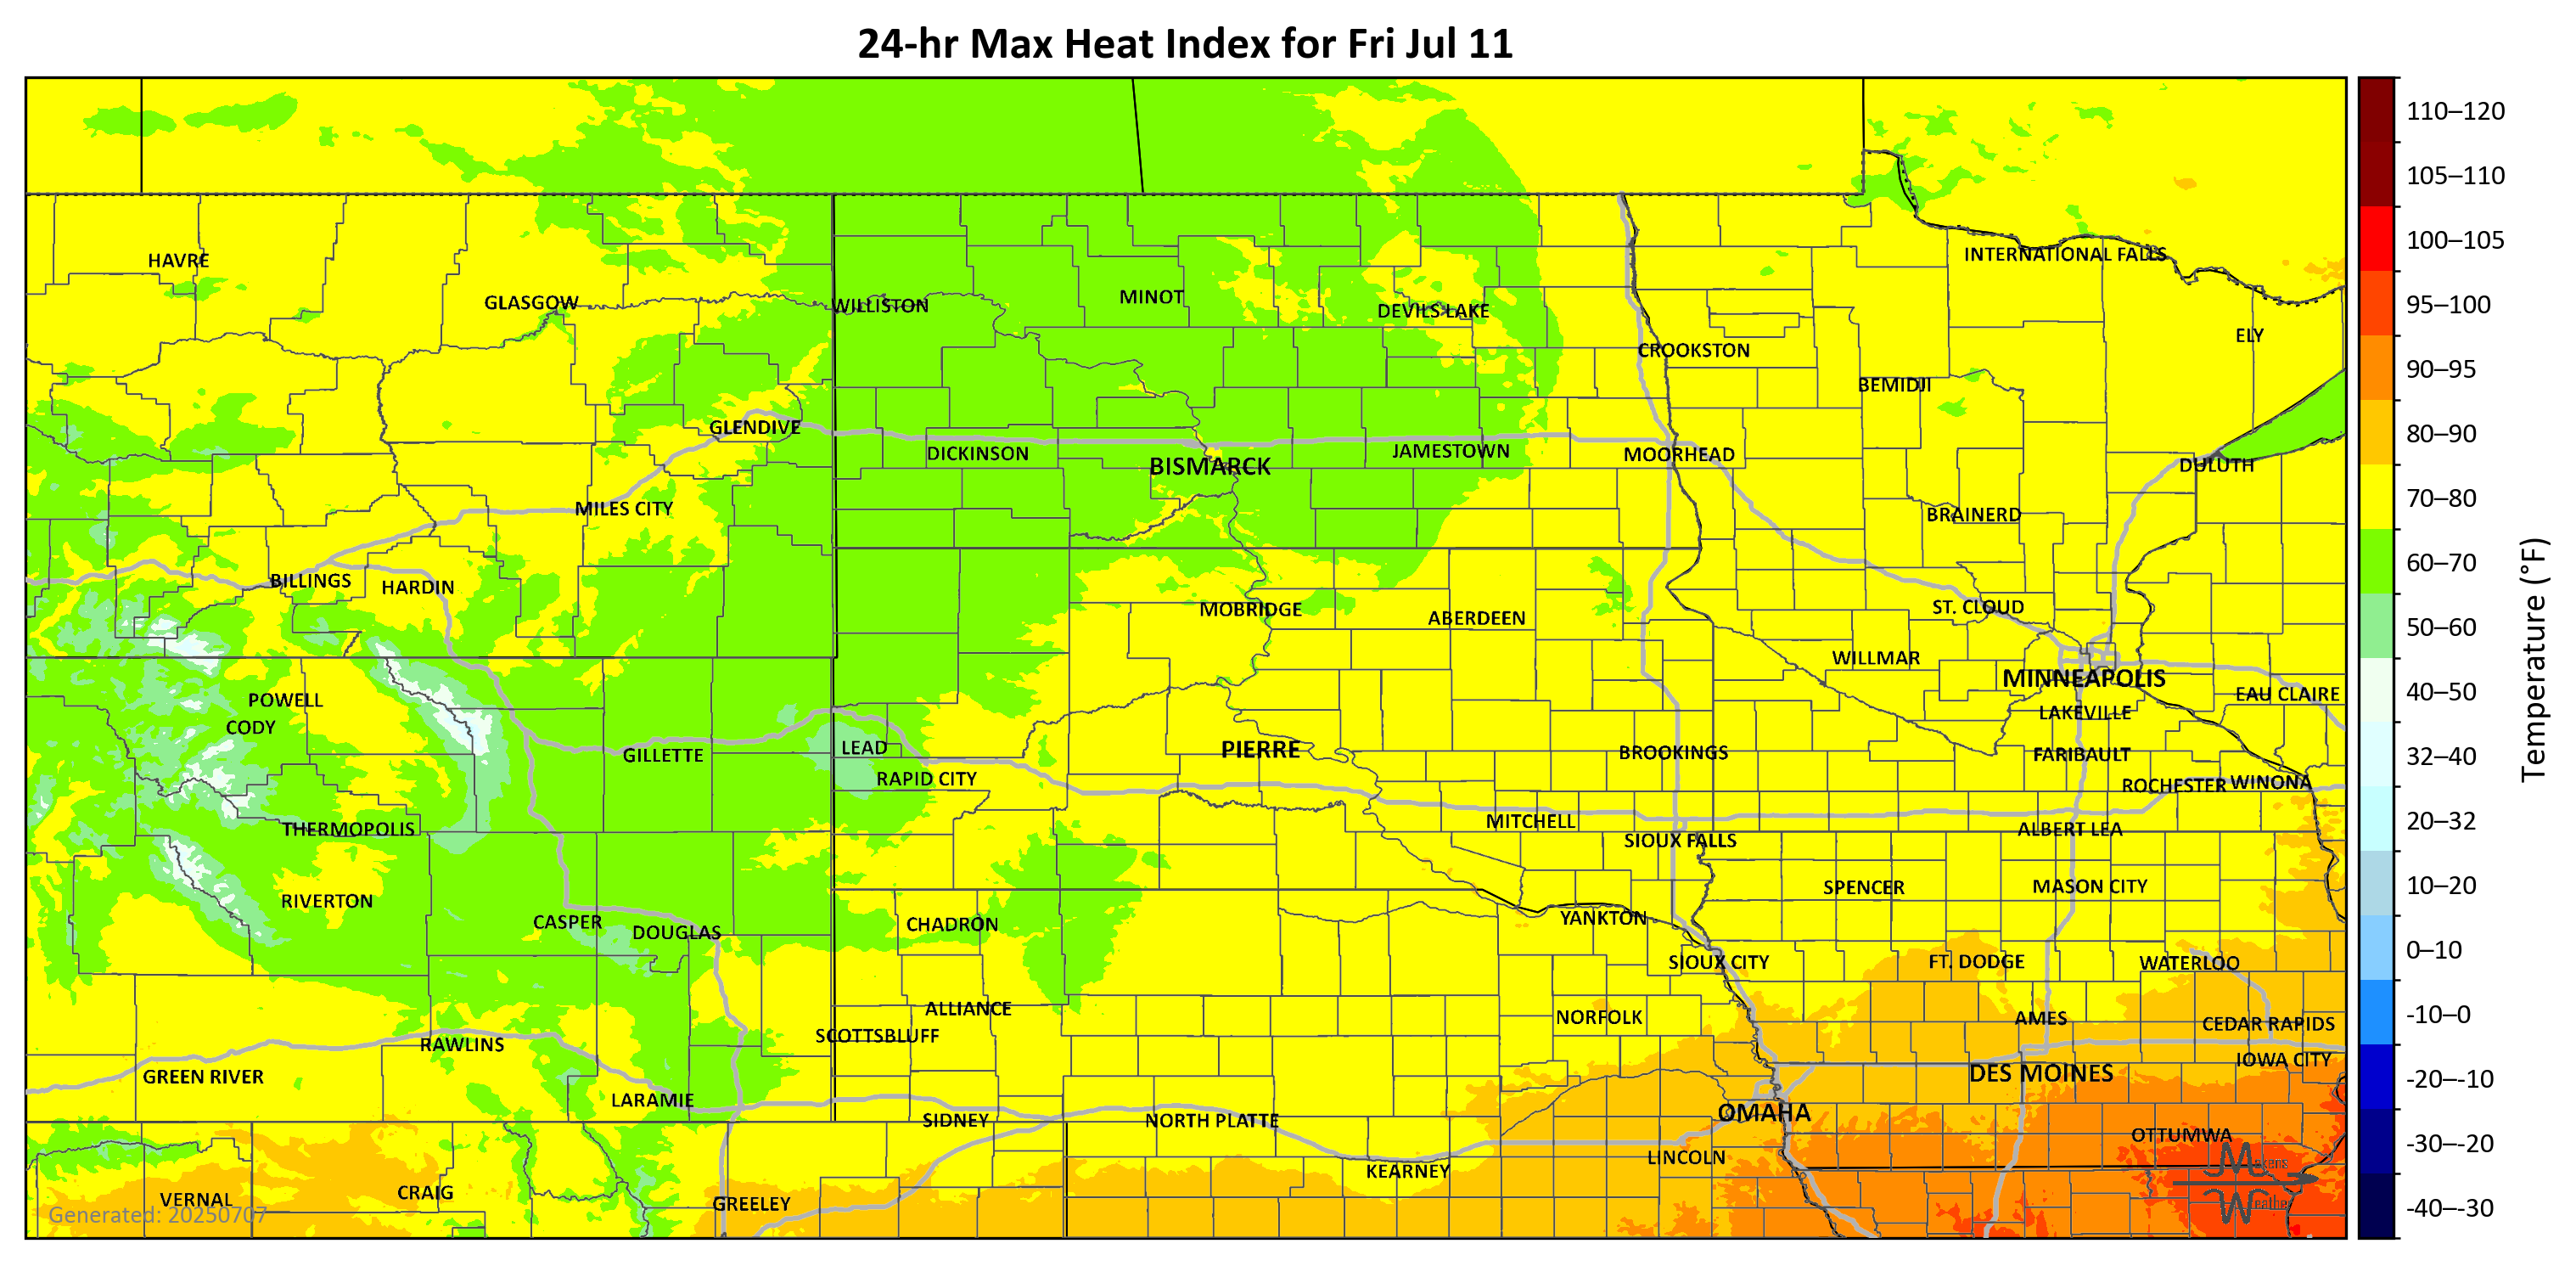 24-hr Max Heat Index for Fri Jul 11
HAVRE
GLASGOW
WILLISTON
MINOT
DEVILS LAKE
INTERNATIONAL FALLS
ELY
CROOKSTON
BEMIDJI
GLENDIVE
DICKINSON
BISMARCK
JAMESTOWN
MOORHEAD
DULUTH
MILES CITY
BRAINERD
BILLINGS
HARDIN
MOBRIDGE
ABERDEEN
ST. CLOUD
WILLMAR
MINNEAPOLIS
EAU CLAIRE
POWELL
CODY
LAKEVILLE
GILLETTE
LEAD
PIERRE
BROOKINGS
FARIBAULT
RAPID CITY
ROCHESTER
WINONA
THERMOPOLIS
MITCHELL
SIOUX FALLS
ALBERT LEA
RIVERTON
SPENCER
MASON CITY
CASPER
DOUGLAS
CHADRON
YANKTON
SIOUX CITY
FT. DODGE
WATERLOO
ALLIANCE
NORFOLK
AMES
CEDAR RAPIDS
SCOTTSBLUFF
RAWLINS
IOWA CITY
GREEN RIVER
DES MOINES
LARAMIE
SIDNEY
NORTH PLATTE
OMAHA
OTTUMWA
LINCOLN
KEARNEY
VERNAL
CRAIG
GREELEY
Generated: 20250707
Makens
Weather
110–120
105–110
100–105
95–100
90–95
80–90
70–80
60–70
50–60
40–50
32–40
20–32
10–20
0–10
-10–0
-20–-10
-30–-20
-40–-30
Temperature (°F)